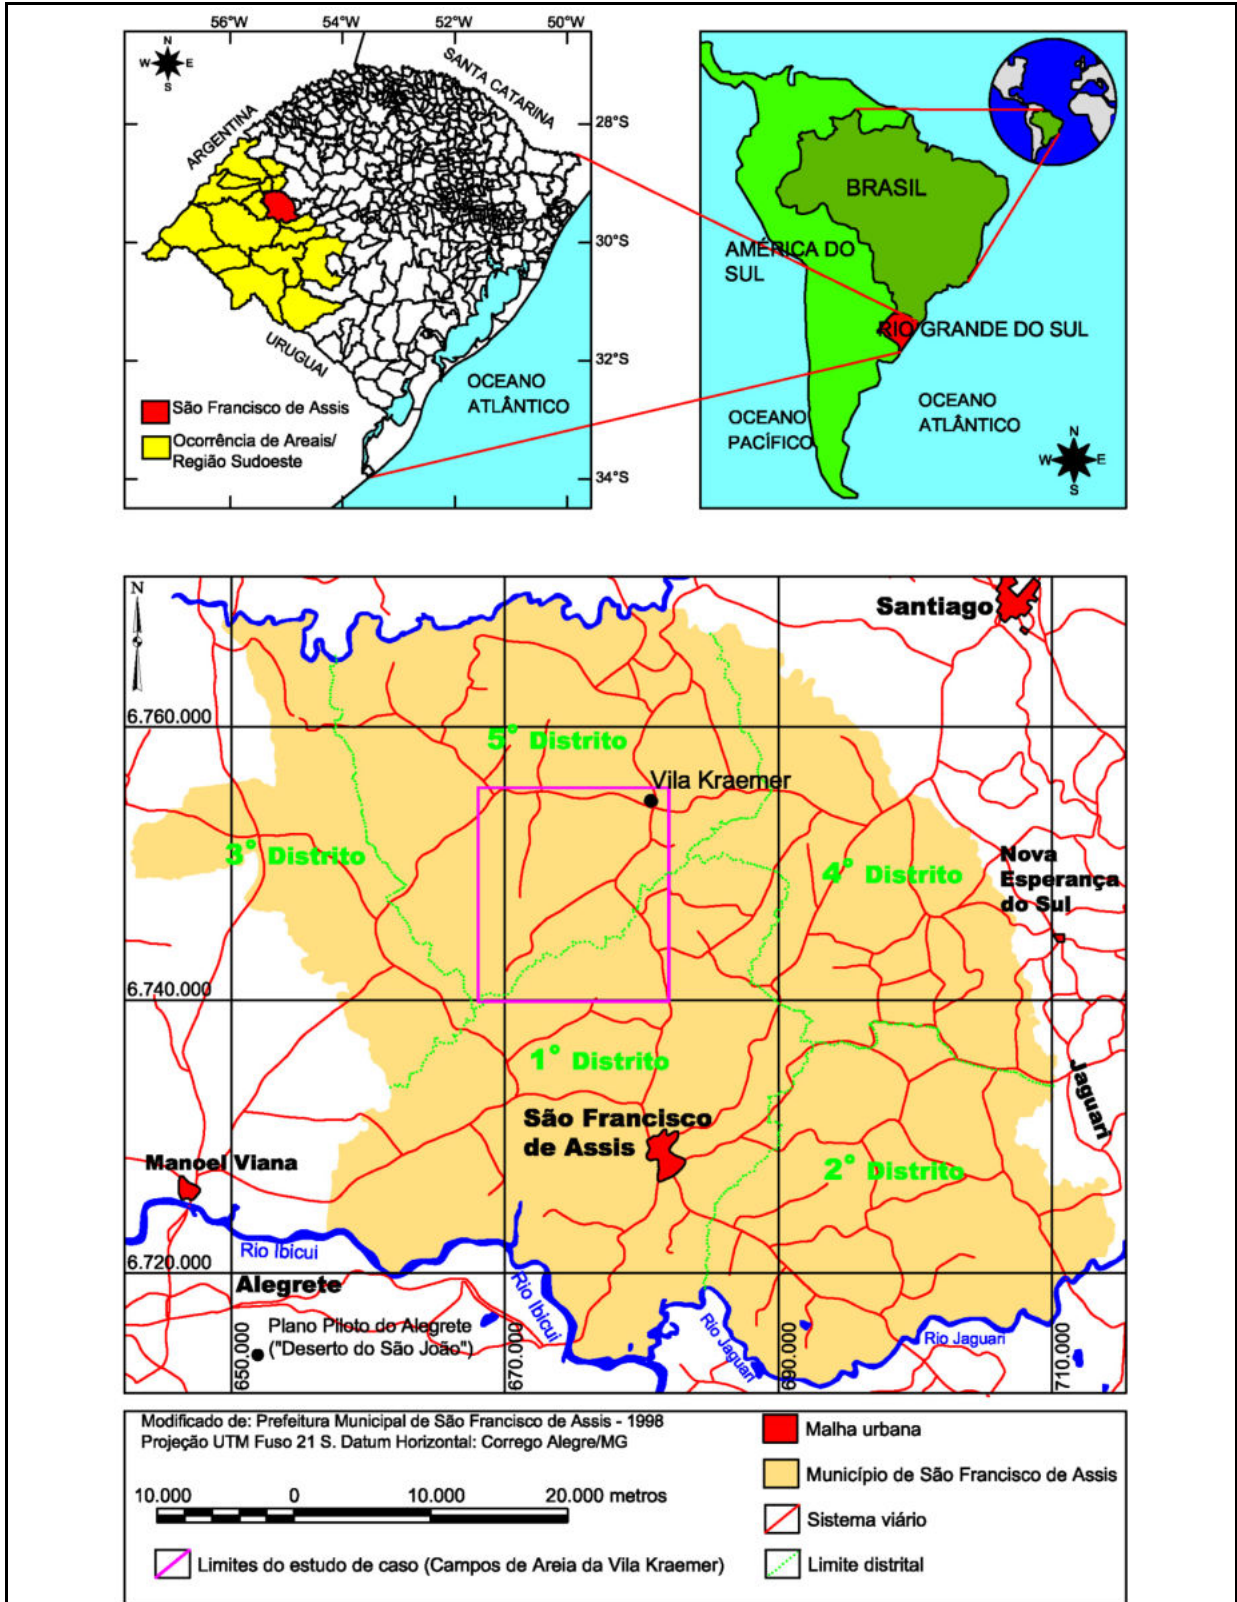 56°W 54°W 52°W 50°W
N
W E
S
SANTA CATARINA
ARGENTINA
28°S
30°S
32°S
34°S
URUGUAI
OCEANO
ATLÂNTICO
São Francisco de Assis
Ocorrência de Areais/
Região Sudoeste
BRASIL
AMÉRICA DO
SUL
RIO GRANDE DO SUL
OCEANO
ATLÂNTICO
OCEANO
PACÍFICO
N
W E
S
N
Santiago
6.760.000
5° Distrito
Vila Kraemer
3° Distrito
4° Distrito
Nova
Esperança
do Sul
6.740.000
1° Distrito
Jaguari
São Francisco
de Assis
Manoel Viana
2° Distrito
Rio Ibicui
6.720.000
Alegrete
Rio Ibicui
Rio Jaguari
Rio Jaguari
Plano Piloto do Alegrete
("Deserto do São João")
650.000
670.000
690.000
710.000
Modificado de: Prefeitura Municipal de São Francisco de Assis - 1998
Projeção UTM Fuso 21 S. Datum Horizontal: Corrego Alegre/MG
10.000 0 10.000 20.000 metros
Limites do estudo de caso (Campos de Areia da Vila Kraemer)
Malha urbana
Município de São Francisco de Assis
Sistema viário
Limite distrital